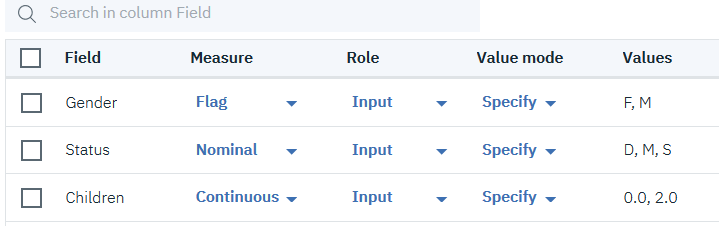 Search in column Field
Field Measure Role Value mode Values
Gender Flag Input Specify F, M
Status Nominal Input Specify D, M, S
Children Continuous Input Specify 0.0, 2.0